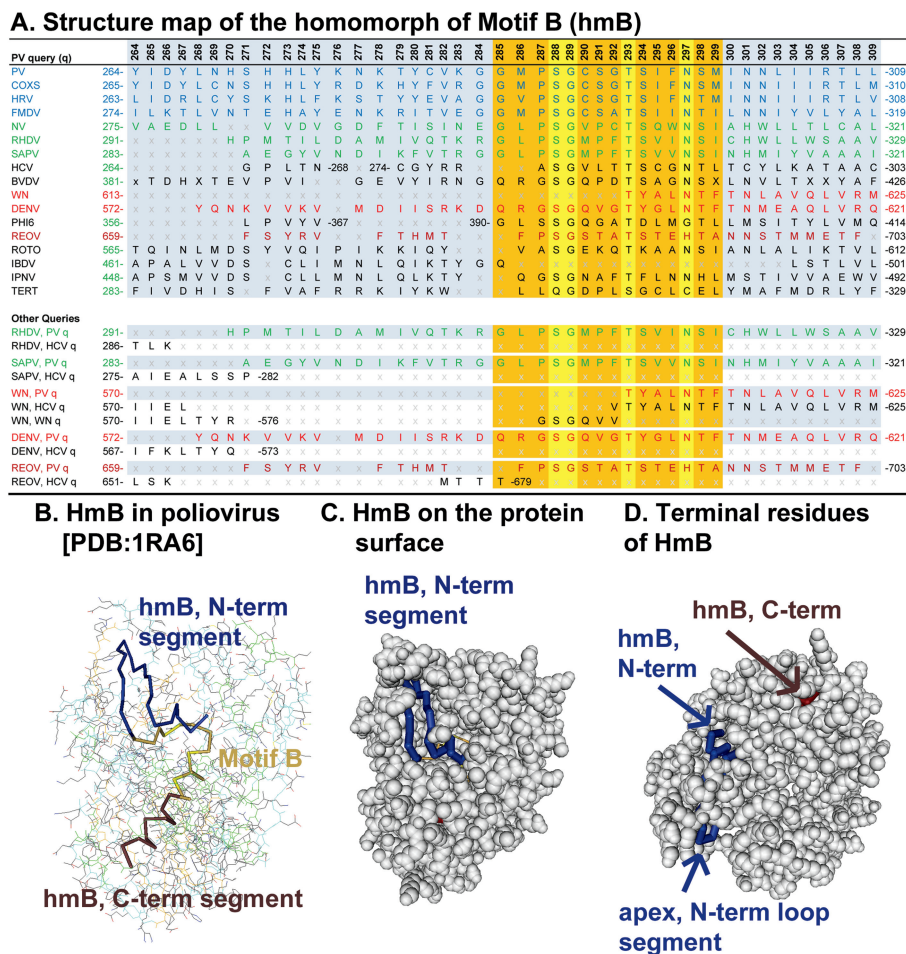 A. Structure map of the homomorph of Motif B (hmB)
PV query (q) 264 265 266 267 268 269 270 271 272 273 274 275 276 277 278 279 280 281 282 283 284 285 286 287 288 289 290 291 292 293 294 295 296 297 298 299 300 301 302 303 304 305 306 307 308 309
PV 264- Y I D Y L N H S H H L Y K N K T Y C V K G G M P S G C S G T S I F N S M I N N L I I I R T L L -309
COXS 265- Y I D Y L C N S H H L Y R D K H Y F V R G G M P S G C S G T S I F N S M I N N I I I R T L M -310
HRV 263- L I D R L C Y S K H L F K S T Y Y E V A G G V P S G C S G T S I F N T M I N N I I I R T L V -308
FMDV 274- I L K T L V N T E H A Y E N K R I T V E G G M P S G C S A T S I I N T I L N N I Y V L Y A L -319
NV 275- V A E D L L x x V V D V G D F T I S I N E G L P S G V P C T S Q W N S I A H W L L T L C A L -321
RHDV 291- x x x x x x H P M T I L D A M I V Q T K R G L P S G M P F T S V I N S I C H W L L W S A A V -329
SAPV 283- x x x x x x x A E G Y V N D I K F V T R G G L P S G M P F T S V V N S I N H M I Y V A A A I -321
HCV 264- x x x x x x x G P L T N -268 x 274- C G Y R R x x x A S G V L T T S C G N T L T C Y L K A T A A C -303
BVDV 381- x T D H X T E V P V I x x G E V Y I R N G Q R G S G Q P D T S A G N S X L N V L T X X Y A F -426
WN 613- x x x x x x x x x x x x x x x x x x x x x x x x x x x x x T Y A L N T F T N L A V Q L V R M -625
DENV 572- x x x x Y Q N K V V K V x M D I I S R K D Q R G S G Q V G T Y G L N T F T N M E A Q L V R Q -621
PHI6 356- x x x x x x x L P V Y Y -367 x x x x x x x 390- G L S S G Q G A T D L M G T L L M S I T Y L V M Q -414
REOV 659- x x x x x x x F S Y R V x x F T H M T x x x F P S G S T A T S T E H T A N N S T M M E T F x -703
ROTO 565- T Q I N L M D S Y V Q I P I K K I Q Y x x x V A S G E K Q T K A A N S I A N L A L I K T V L -612
IBDV 461- A P A L V V D S x C L I M N L Q I K T Y G Q x x x x x x x x x x x x x x x x x L S T L V L -501
IPNV 448- A P S M V V D S x C L I M N L Q L K T Y x x Q G S G N A F T F L N N H L M S T I V V A E W V -492
TERT 283- F I V D H I S x F V A F R R K I Y K W x x x L L Q G D P L S G C L C E L Y M A F M D R L Y F -329
Other Queries
RHDV, PV q 291- x x x x x x H P M T I L D A M I V Q T K R G L P S G M P F T S V I N S I C H W L L W S A A V -329
RHDV, HCV q 286- T L K x x x x x x x x x x x x x x x x x x x x x x x x x x x x x x x x x x x x x x x x x x x
SAPV, PV q 283- x x x x x x x A E G Y V N D I K F V T R G G L P S G M P F T S V V N S I N H M I Y V A A A I -321
SAPV, HCV q 275- A I E A L S S P -282 x x x x x x x x x x x x x x x x x x x x x x x x x x x x x x x x x x x x x
WN, PV q 570- x x x x x x x x x x x x x x x x x x x x x x x x x x x x x T Y A L N T F T N L A V Q L V R M -625
WN, HCV q 570- I I E L x x x x x x x x x x x x x x x x x x x x x x x x V T Y A L N T F T N L A V Q L V R M -625
WN, WN q 570- I I E L T Y R -576 x x x x x x x x x x x x x x x G S G Q V V x x x x x x x x x x x x x x x x x
DENV, PV q 572- x x x x Y Q N K V V K V x M D I I S R K D Q R G S G Q V G T Y G L N T F T N M E A Q L V R Q -621
DENV, HCV q 567- I F K L T Y Q -573 x x x x x x x x x x x x x x x x x x x x x x x x x x x x x x x x x x x x x x
REOV, PV q 659- x x x x x x x F S Y R V x x F T H M T x x x F P S G S T A T S T E H T A N N S T M M E T F x -703
REOV, HCV q 651- L S K x x x x x x x x x x x x x x x M T T T -679 x x x x x x x x x x x x x x x x x x x x x x x
B. HmB in poliovirus
[PDB:1RA6]
C. HmB on the protein
surface
D. Terminal residues
of HmB
hmB, N-term
segment
Motif B
hmB, C-term segment
hmB, N-term
segment
hmB, C-term
hmB,
N-term
apex, N-term loop
segment